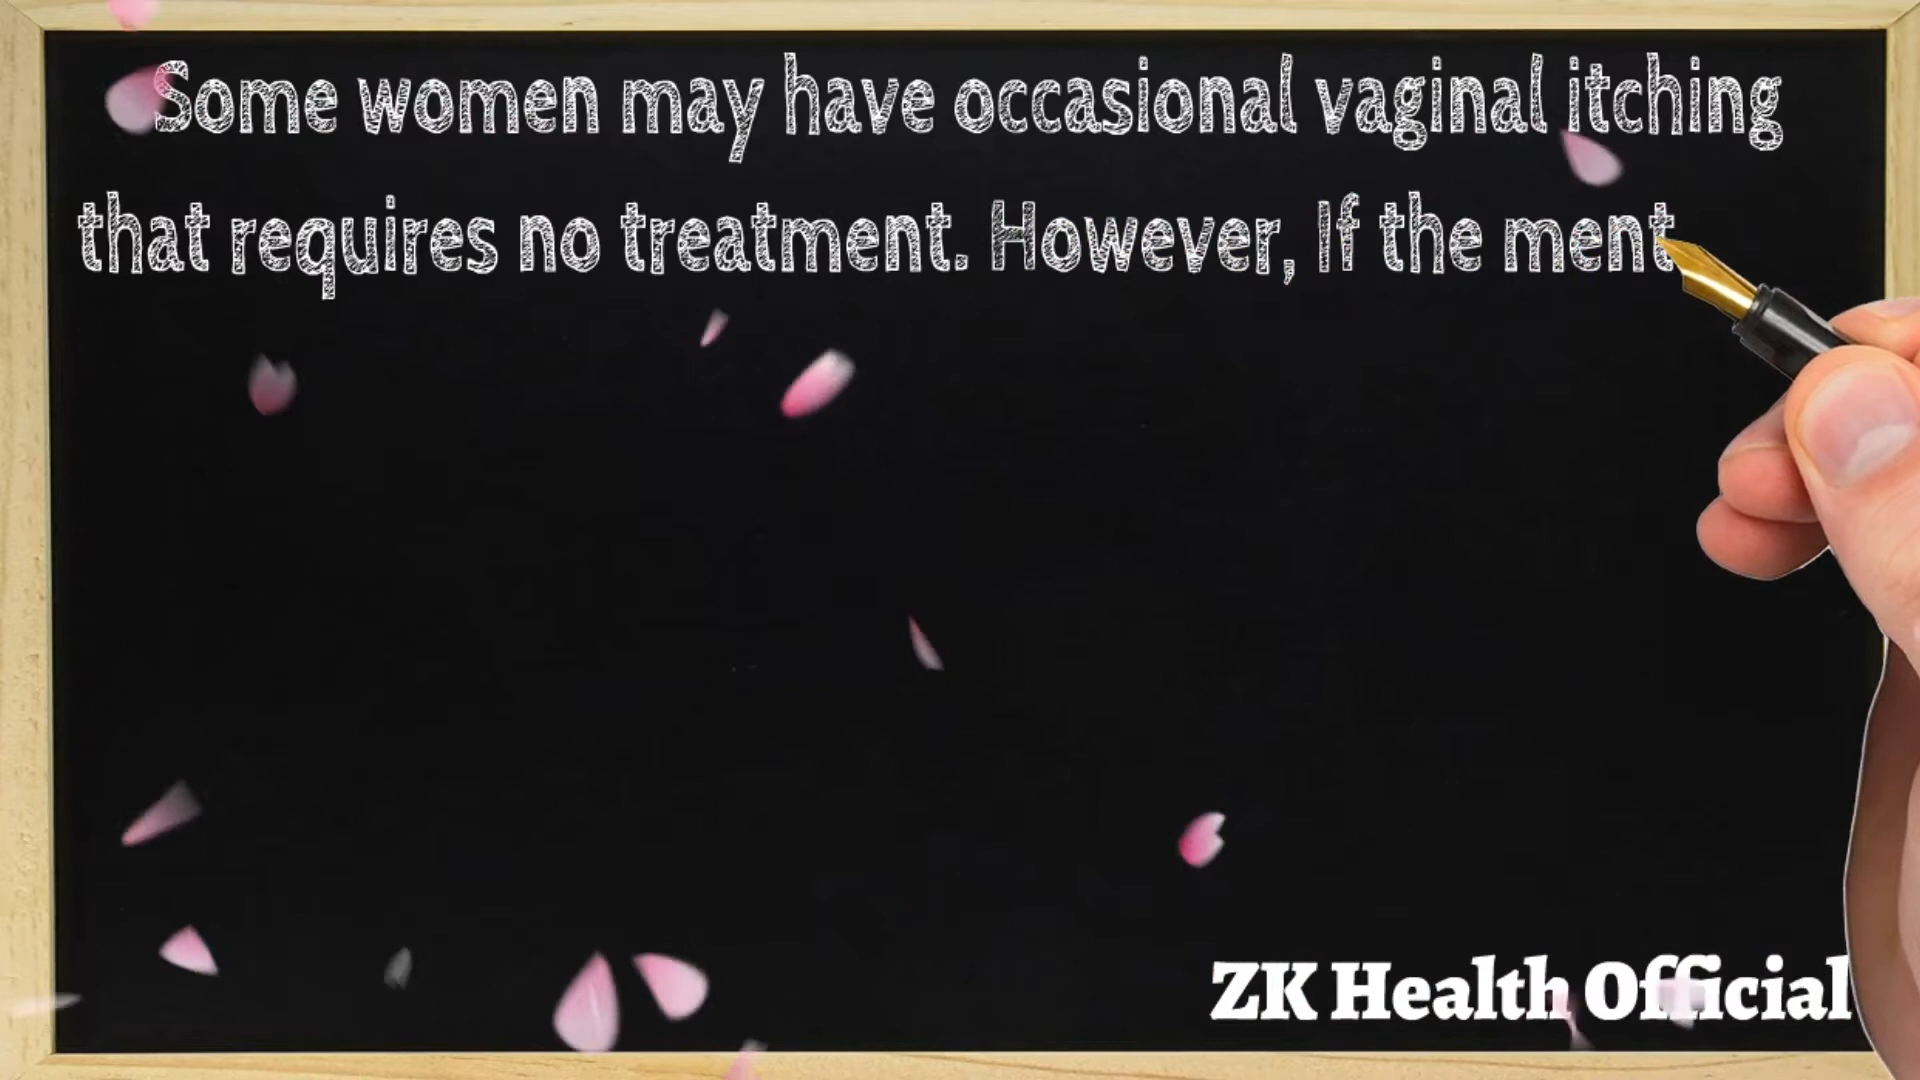 Some women may have occasional vaginal itching
that requires no treatment. However, If the ment
ZK Health Official